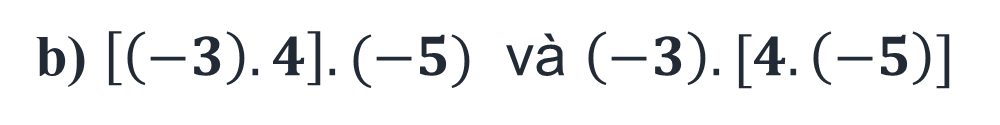 b) [(−3). 4]. (−5) và (−3). [4. (−5)]